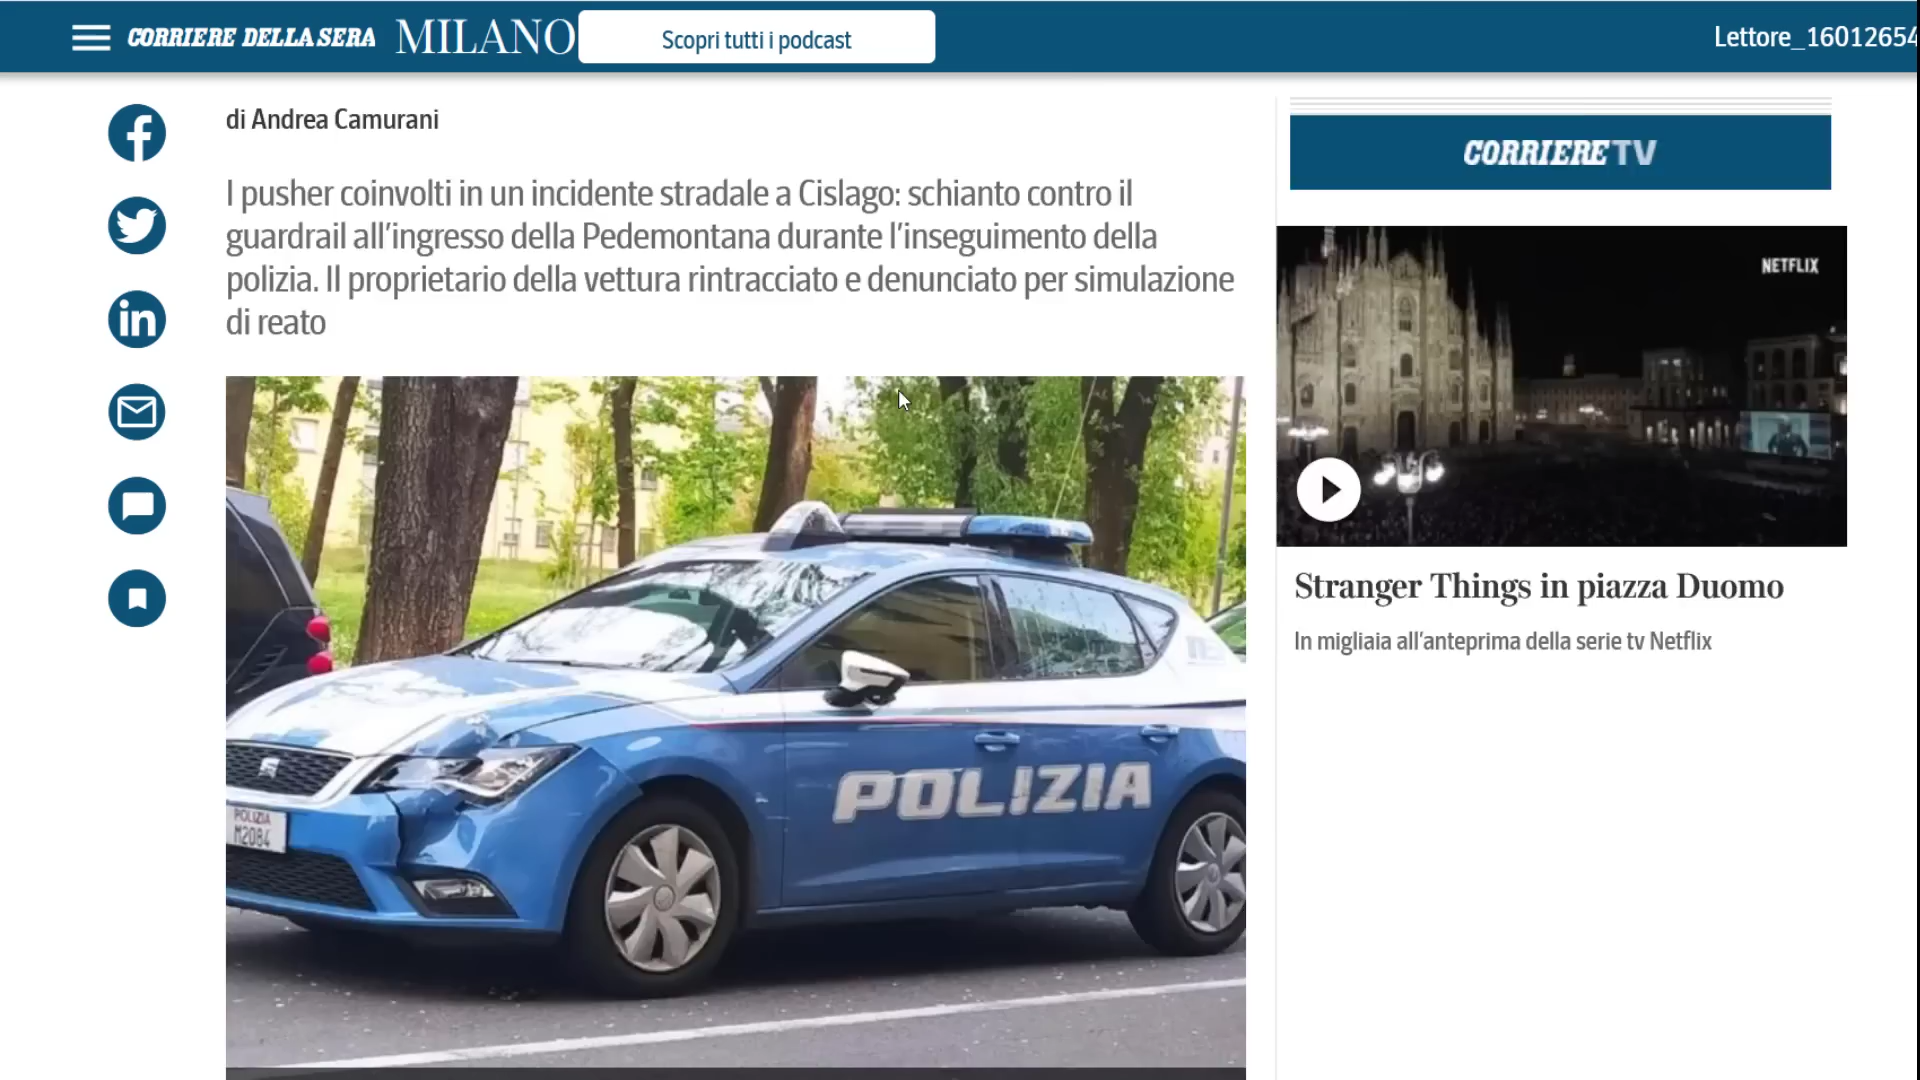 CORRIERE DELLA SERA MILANO
Scopri tutti i podcast
Lettore_16012654
di Andrea Camurani
I pusher coinvolti in un incidente stradale a Cislago: schianto contro il
guardrail all'ingresso della Pedemontana durante l'inseguimento della
polizia. Il proprietario della vettura rintracciato e denunciato per simulazione
di reato
POLIZIA
POLIZIA
M2084
CORRIERE TV
NETFLIX
Stranger Things in piazza Duomo
In migliaia all'anteprima della serie tv Netflix